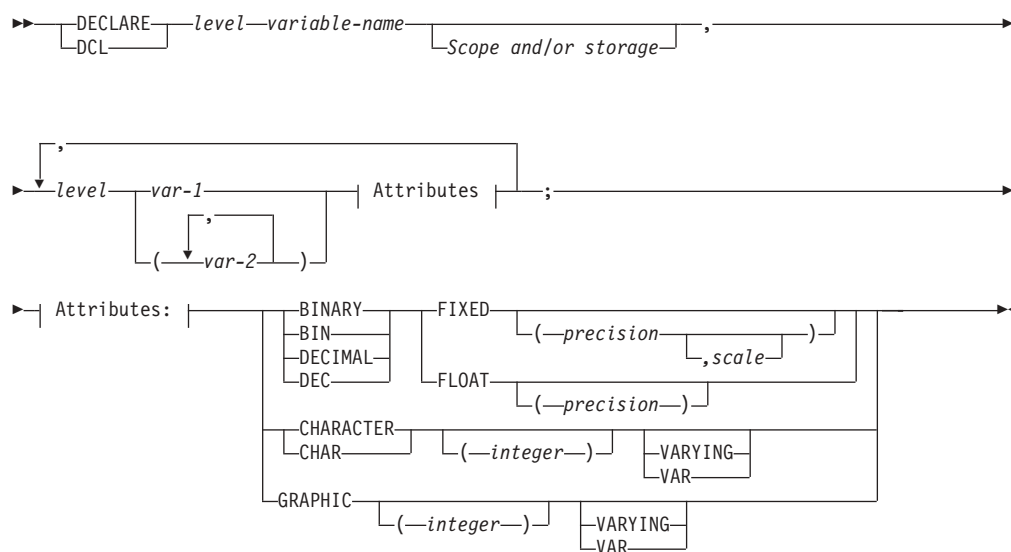 DECLARE level variable-name ,
DCL Scope and/or storage
,
level var-1 Attributes ;
,
( var-2 )
Attributes: BINARY FIXED
BIN ( precision )
DECIMAL ,scale
DEC FLOAT
( precision )
CHARACTER
CHAR ( integer ) VARYING
VAR
GRAPHIC
( integer ) VARYING
VAR